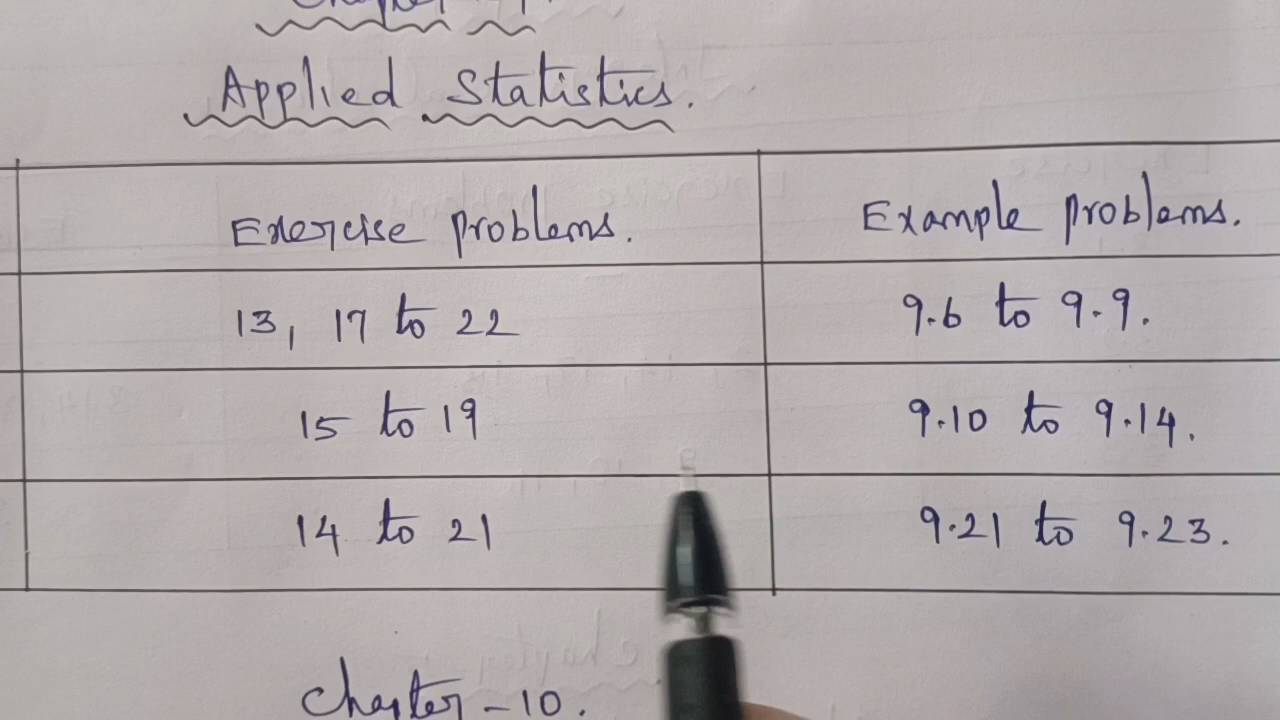 Applied Statistics.
Exercise problems. Example problems.
13, 17 to 22 9.6 to 9.9.
15 to 19 9.10 to 9.14.
14 to 21 9.21 to 9.23.
Chapter - 10.